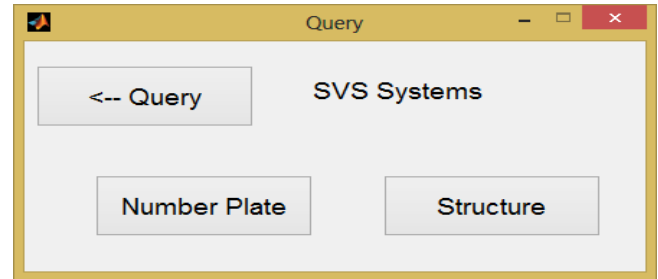 Query
<-- Query
SVS Systems
Number Plate
Structure